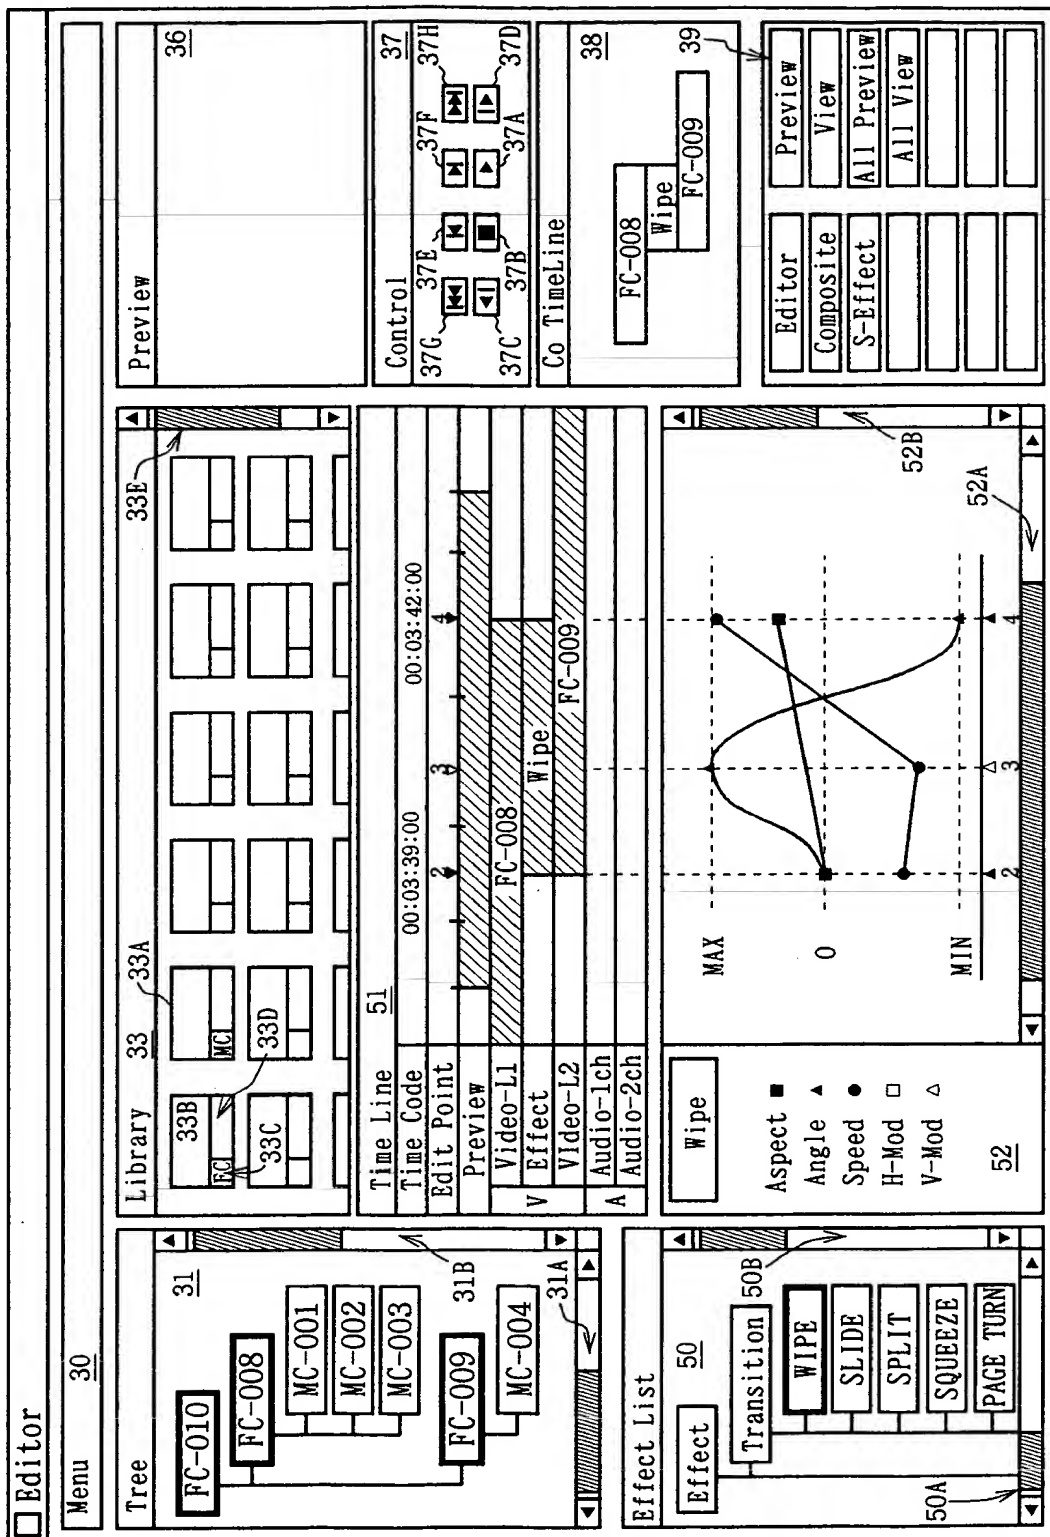 Editor
Menu 30
Tree
31
FC-010
FC-008
MC-001
MC-002
MC-003
FC-009
MC-004
31B
31A
Library 33
33A
33E
33B
FC
MC
33D
33C
Preview
36
Time Line 51
Time Code 00:03:39:00 00:03:42:00
Edit Point 2 3 4
Preview
V
Video-L1 FC-008
Effect Wipe
VIdeo-L2 FC-009
A
Audio-1ch
Audio-2ch
Control 37
37G 37E 37F 37H
37C 37B 37A 37D
Co TimeLine
38
FC-008
Wipe
FC-009
39
Effect List
50
Effect
Transition
WIPE
SLIDE
SPLIT
SQUEEZE
PAGE TURN
50B
50A
Wipe
Aspect
Angle
Speed
H-Mod
V-Mod
52
MAX
0
MIN
2 3 4
52B
52A
Editor Preview
Composite View
S-Effect All Preview
All View